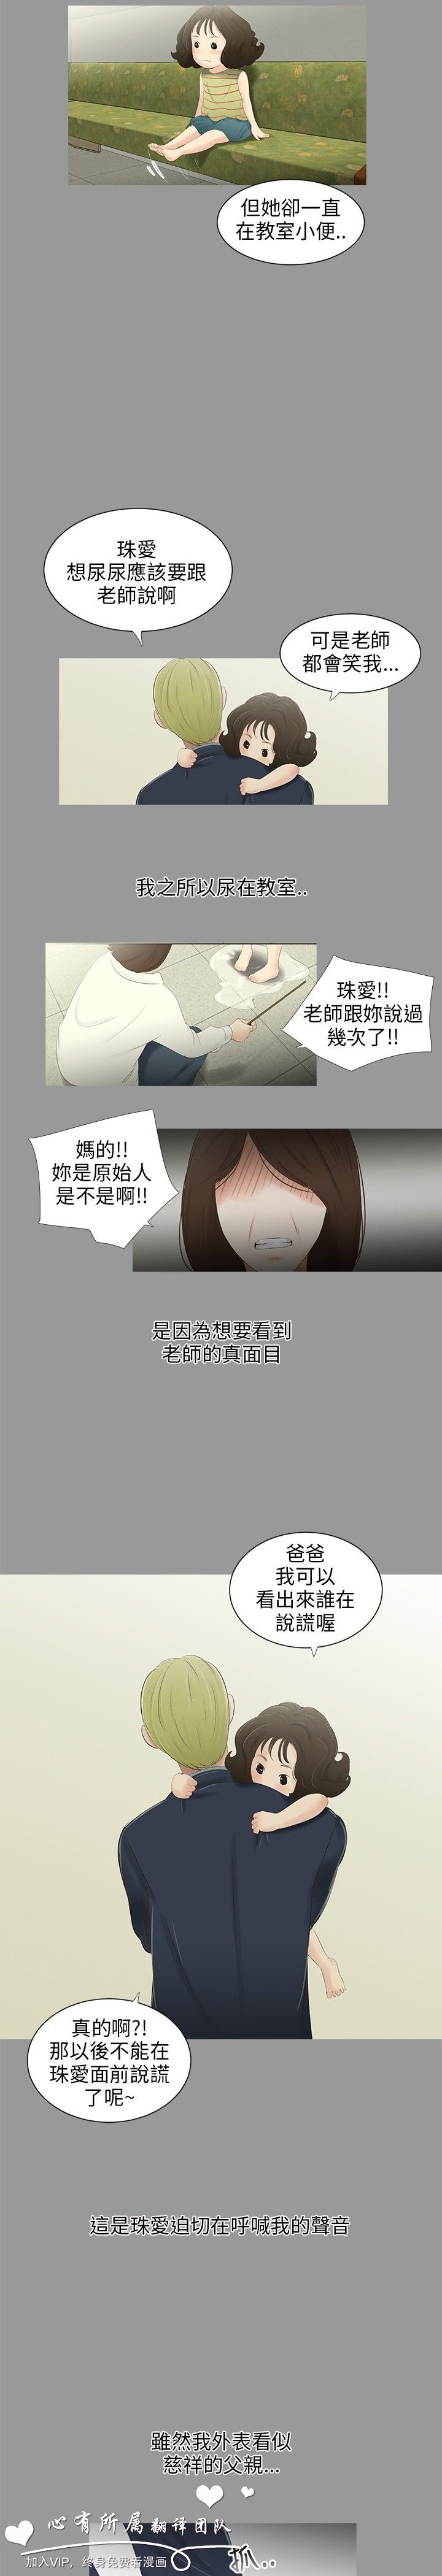 但她卻一直
在教室小便..
珠愛
想尿尿應該要跟
老師說啊
可是老師
都會笑我...
我之所以尿在教室..
珠愛!!
老師跟妳說過
幾次了!!
媽的!!
妳是原始人
是不是啊!!
是因為想要看到
老師的真面目
爸爸
我可以
看出來誰在
說謊喔
真的啊?!
那以後不能在
珠愛面前說謊
了呢~
這是珠愛迫切在呼喊我的聲音
雖然我外表看似
慈祥的父親...
心有所属翻译团队
加入VIP，终身免费看漫画
抓..